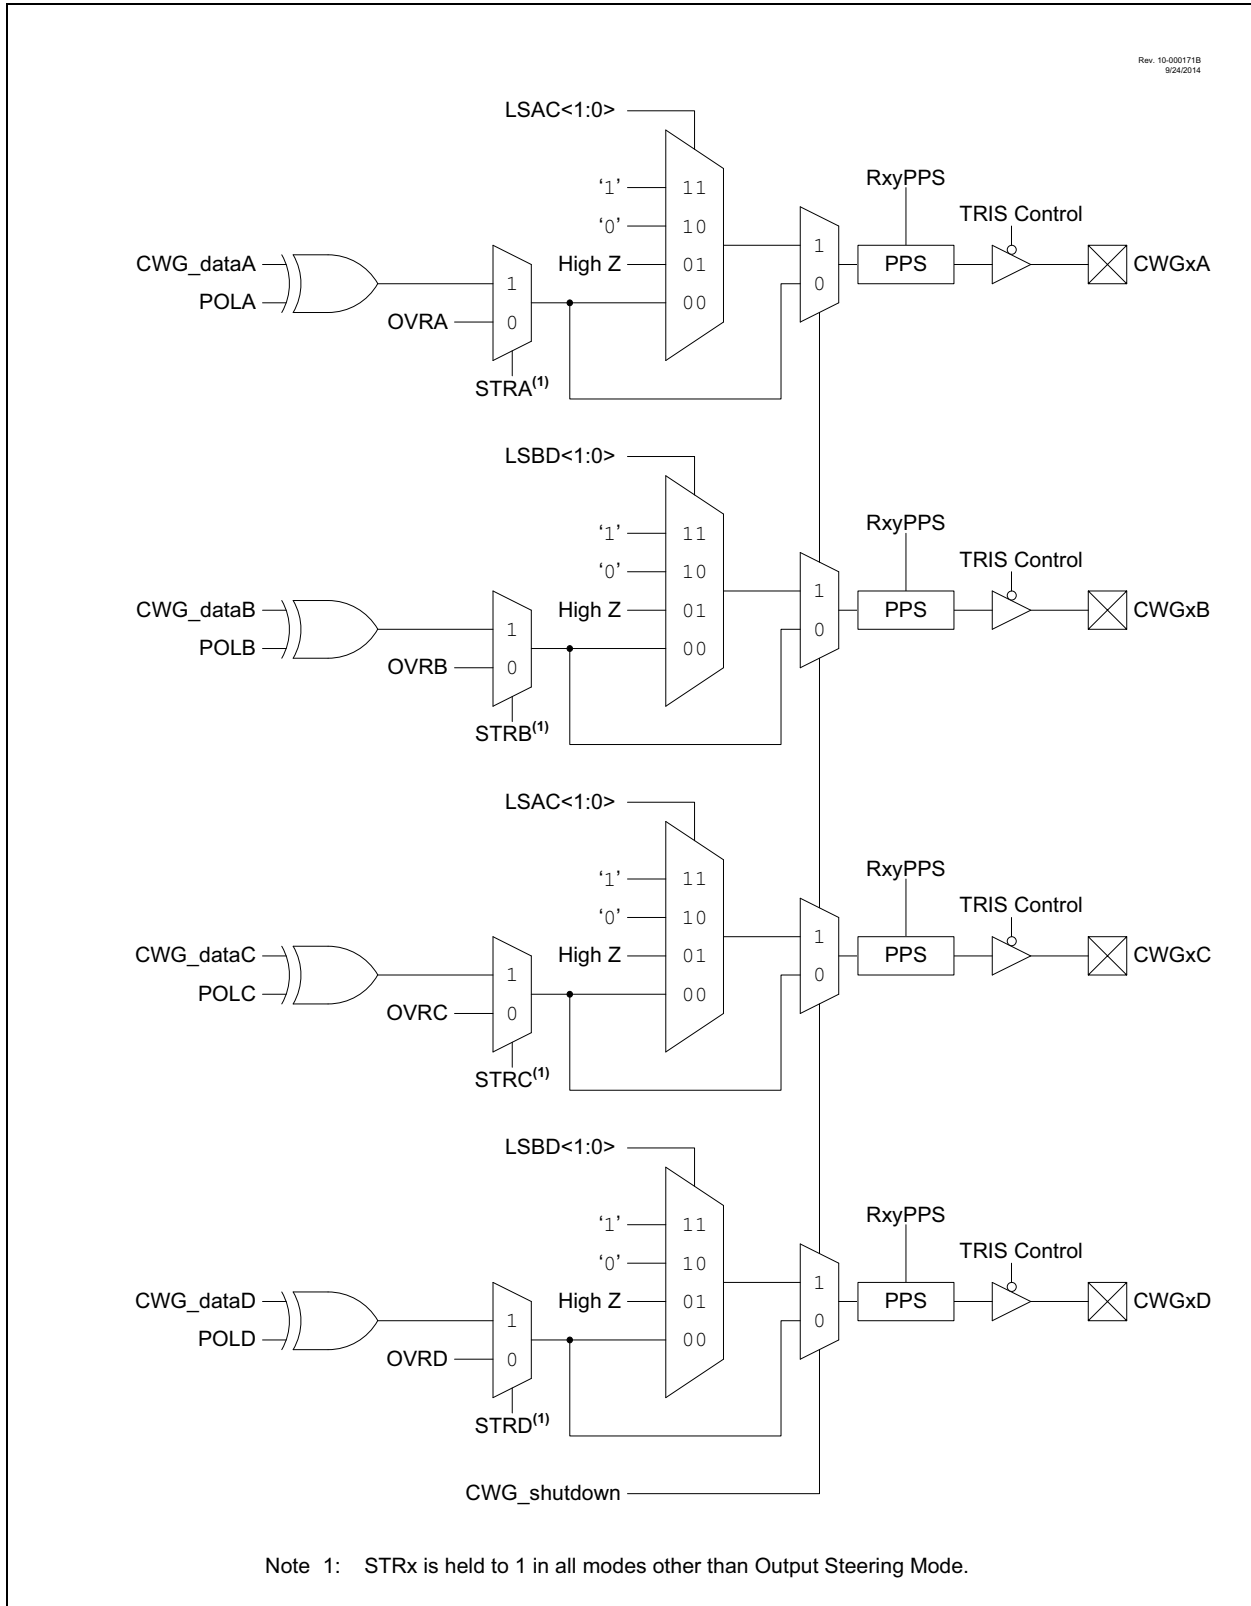 Rev. 10-000171B
9/24/2014
LSAC<1:0>
'1'
11
RxyPPS
'0'
10
TRIS Control
CWG_dataA
1
1
High Z
01
PPS
CWGxA
POLA
OVRA
0
00
0
STRA(1)
LSBD<1:0>
'1'
11
RxyPPS
'0'
10
TRIS Control
CWG_dataB
1
1
High Z
01
PPS
CWGxB
POLB
OVRB
0
00
0
STRB(1)
LSAC<1:0>
'1'
11
RxyPPS
'0'
10
TRIS Control
CWG_dataC
1
1
High Z
01
PPS
CWGxC
POLC
OVRC
0
00
0
STRC(1)
LSBD<1:0>
'1'
11
RxyPPS
'0'
10
TRIS Control
CWG_dataD
1
1
High Z
01
PPS
CWGxD
POLD
OVRD
0
00
0
STRD(1)
CWG_shutdown
Note 1: STRx is held to 1 in all modes other than Output Steering Mode.